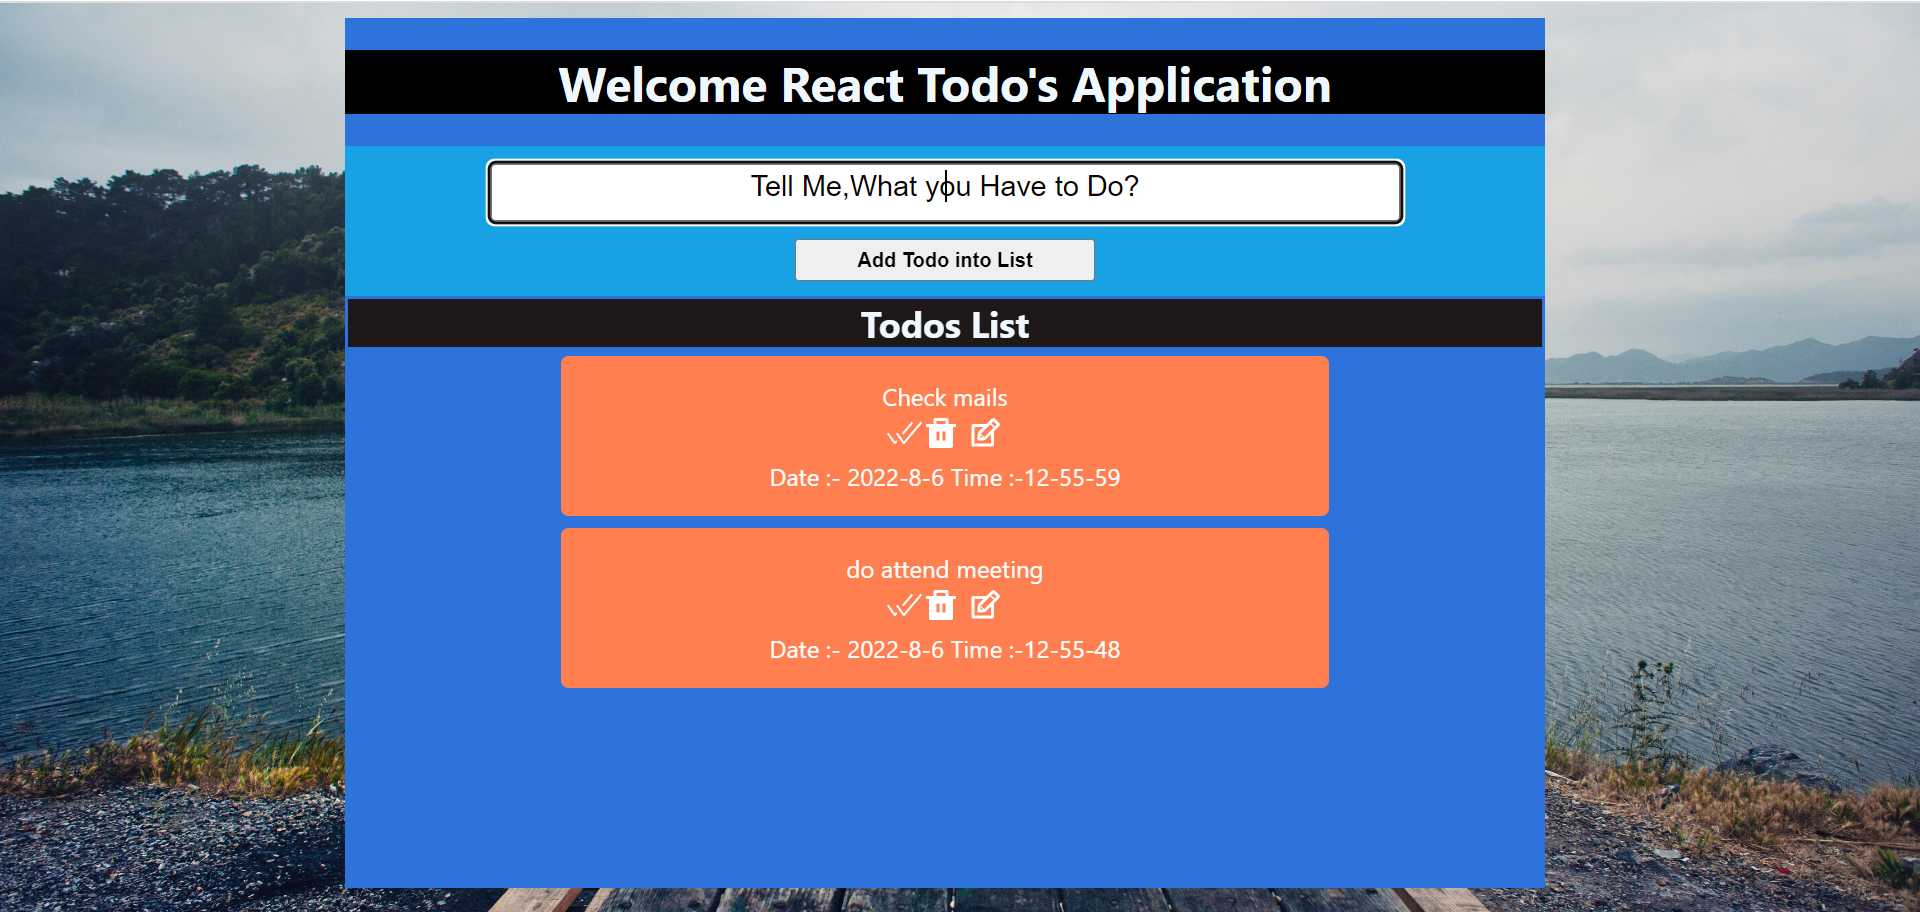 Welcome React Todo's Application
Tell Me,What you Have to Do?
Add Todo into List
Todos List
Check mails
Date :- 2022-8-6 Time :-12-55-59
do attend meeting
Date :- 2022-8-6 Time :-12-55-48